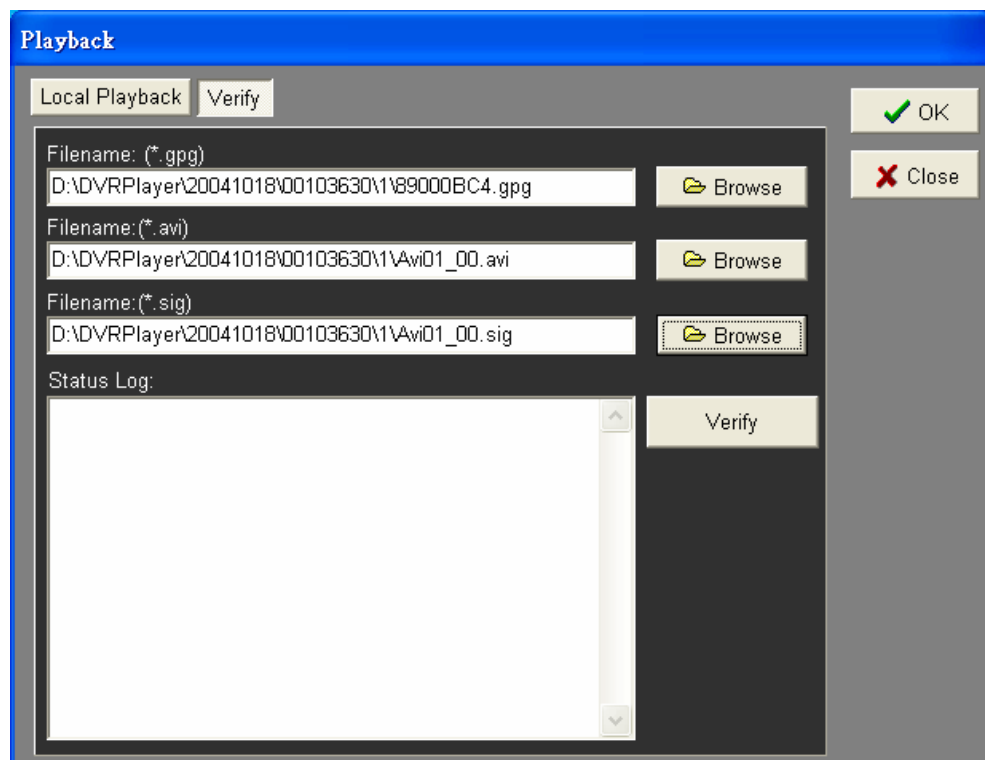 Playback
Local Playback Verify
OK
Filename: (*.gpg)
D:\DVRPlayer\20041018\00103630\1\89000BC4.gpg
Browse
Close
Filename:(*.avi)
D:\DVRPlayer\20041018\00103630\1\Avi01_00.avi
Browse
Filename:(*.sig)
D:\DVRPlayer\20041018\00103630\1\Avi01_00.sig
Browse
Status Log:
Verify